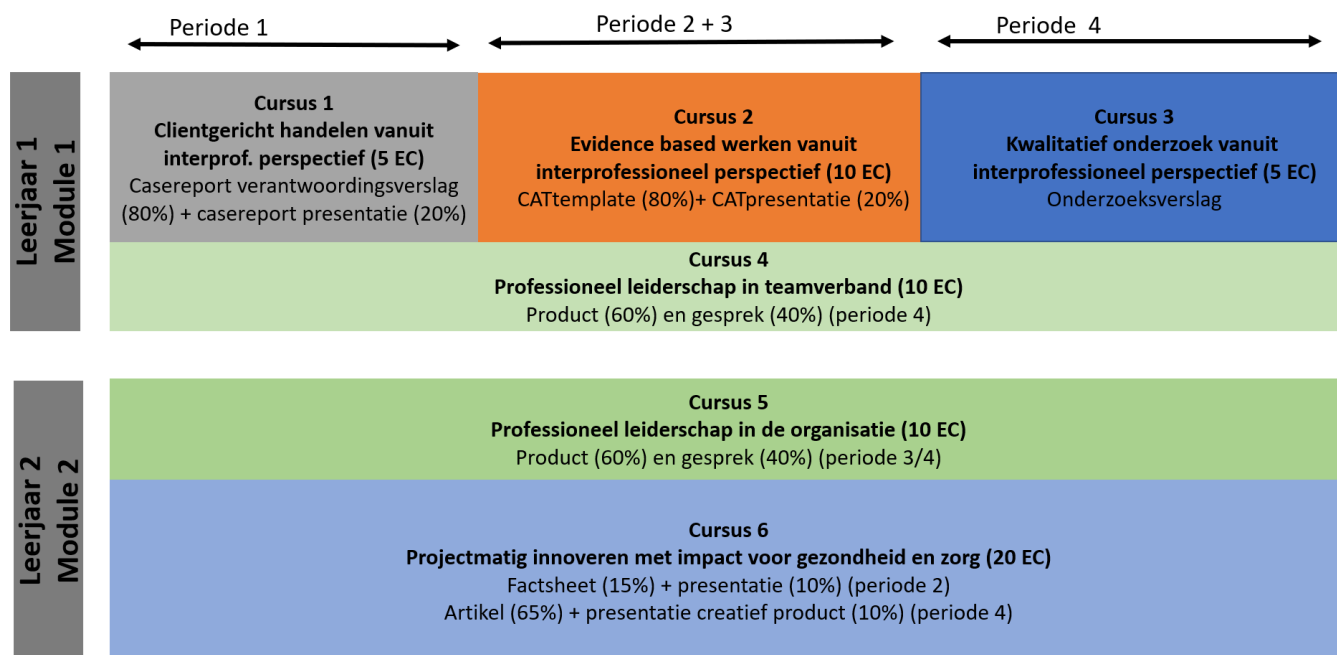 Periode 1
Periode 2 + 3
Periode  4
Leerjaar 1
Module 1
Cursus 1
Clientgericht handelen vanuit
interprof. perspectief (5 EC)
Casereport verantwoordingsverslag
(80%) + casereport presentatie (20%)
Cursus 2
Evidence based werken vanuit
interprofessioneel perspectief (10 EC)
CATtemplate (80%)+ CATpresentatie (20%)
Cursus 3
Kwalitatief onderzoek vanuit
interprofessioneel perspectief (5 EC)
Onderzoeksverslag
Cursus 4
Professioneel leiderschap in teamverband (10 EC)
Product (60%) en gesprek (40%) (periode 4)
Leerjaar 2
Module 2
Cursus 5
Professioneel leiderschap in de organisatie (10 EC)
Product (60%) en gesprek (40%) (periode 3/4)
Cursus 6
Projectmatig innoveren met impact voor gezondheid en zorg (20 EC)
Factsheet (15%) + presentatie (10%) (periode 2)
Artikel (65%) + presentatie creatief product (10%) (periode 4)